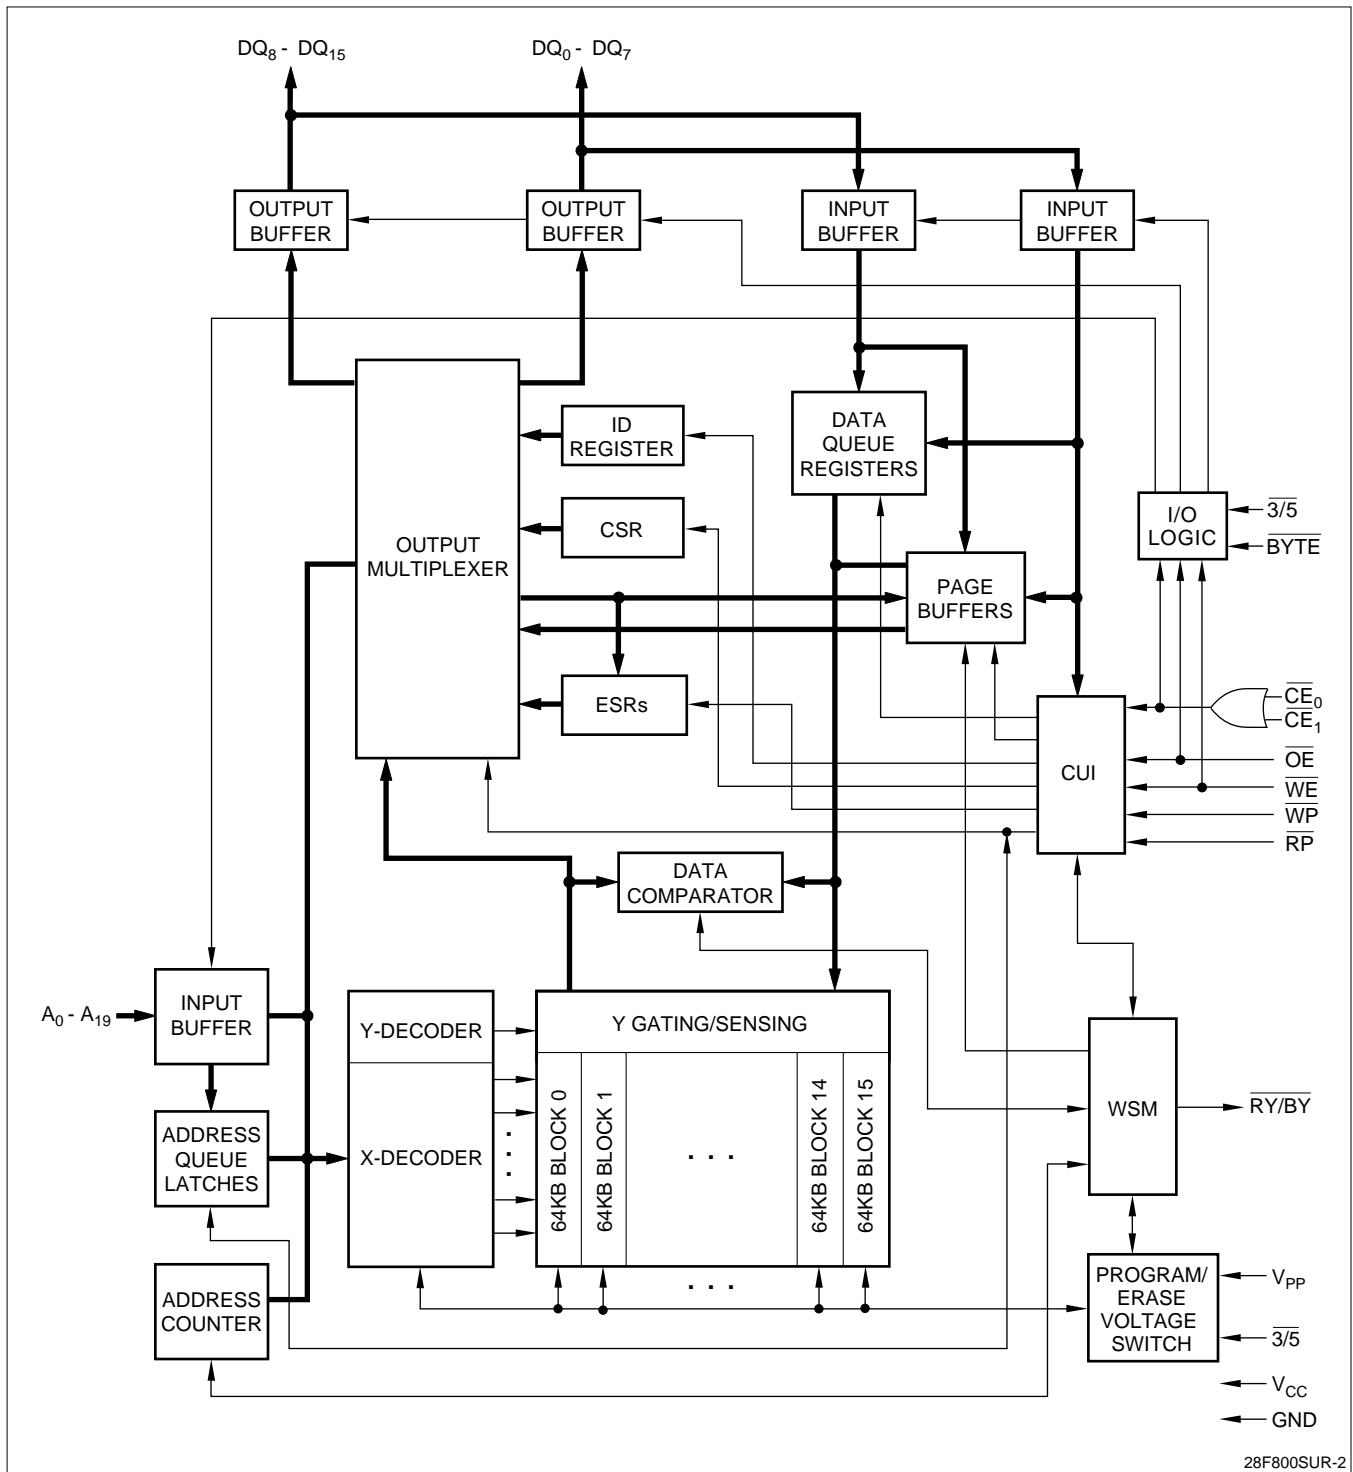 DQ8 - DQ15
DQ0 - DQ7
OUTPUT
BUFFER
OUTPUT
BUFFER
INPUT
BUFFER
INPUT
BUFFER
OUTPUT
MULTIPLEXER
ID
REGISTER
CSR
ESRs
DATA
QUEUE
REGISTERS
PAGE
BUFFERS
I/O
LOGIC
3/5
BYTE
CE0
CE1
CUI
OE
WE
WP
RP
DATA
COMPARATOR
A0 - A19
INPUT
BUFFER
Y-DECODER
Y GATING/SENSING
ADDRESS
QUEUE
LATCHES
X-DECODER
. . .
64KB BLOCK 0
64KB BLOCK 1
. . .
64KB BLOCK 14
64KB BLOCK 15
WSM
RY/BY
ADDRESS
COUNTER
. . .
PROGRAM/
ERASE
VOLTAGE
SWITCH
VPP
3/5
VCC
GND
28F800SUR-2